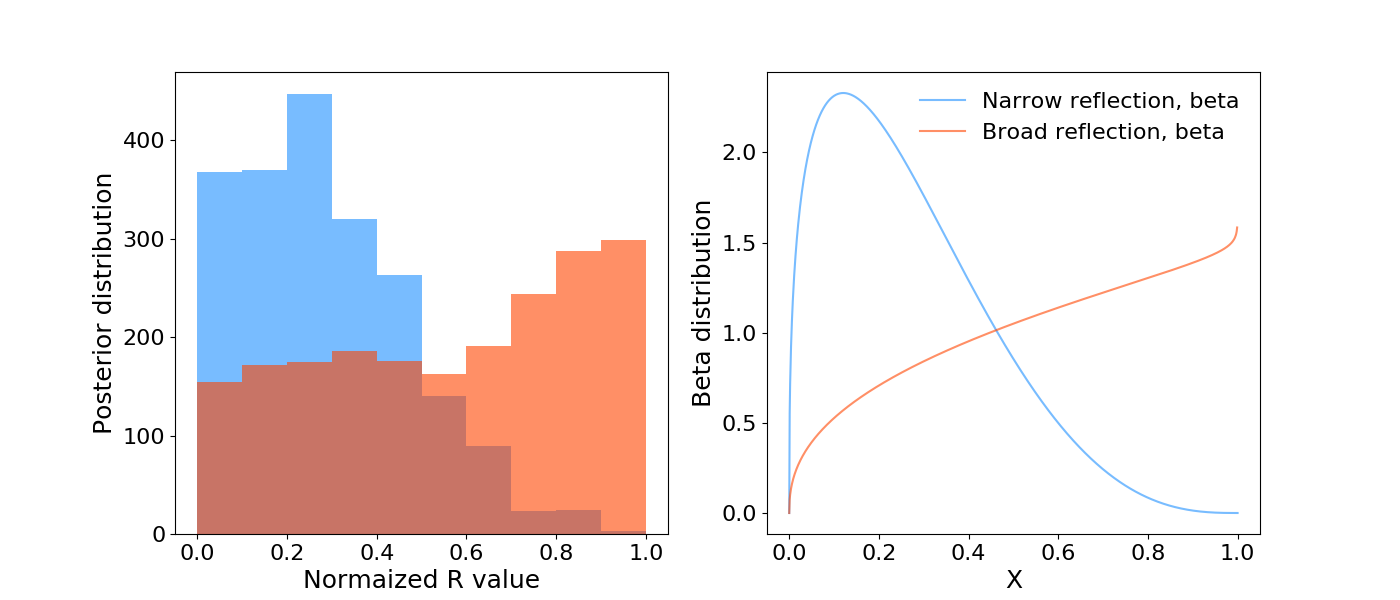 Posterior distribution
400
300
200
100
0
0.0 0.2 0.4 0.6 0.8 1.0
Normaized R value
Beta distribution
2.0
1.5
1.0
0.5
0.0
0.0 0.2 0.4 0.6 0.8 1.0
X
Narrow reflection, beta
Broad reflection, beta